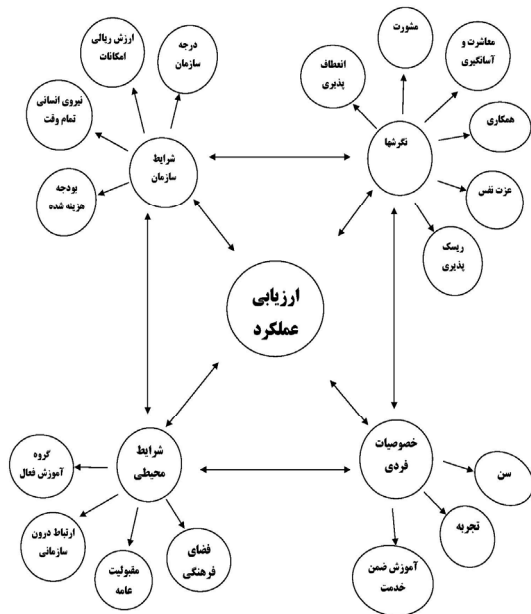 مشورت
معاشرت و
آسانگیری
انعطاف
پذیری
همکاری
نگرشها
عزت نفس
ریسک
پذیری
درجه
سازمان
ارزش ریالی
امکانات
نیروی انسانی
تمام وقت
شرایط
سازمان
بودجه
هزینه شده
ارزیابی
عملکرد
خصوصیات
فردی
سن
تجربه
آموزش ضمن
خدمت
شرایط
محیطی
گروه
آموزش فعال
ارتباط درون
سازمانی
مقبولیت
عامه
فضای
فرهنگی